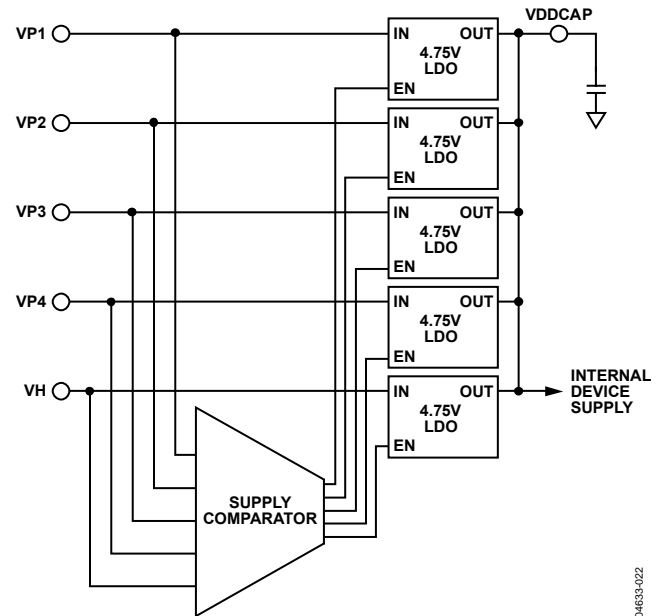 VP1
IN
OUT
4.75V
LDO
EN
VDDCAP
VP2
IN
OUT
4.75V
LDO
EN
VP3
IN
OUT
4.75V
LDO
EN
VP4
IN
OUT
4.75V
LDO
EN
VH
IN
OUT
4.75V
LDO
EN
INTERNAL
DEVICE
SUPPLY
SUPPLY
COMPARATOR
04633-022